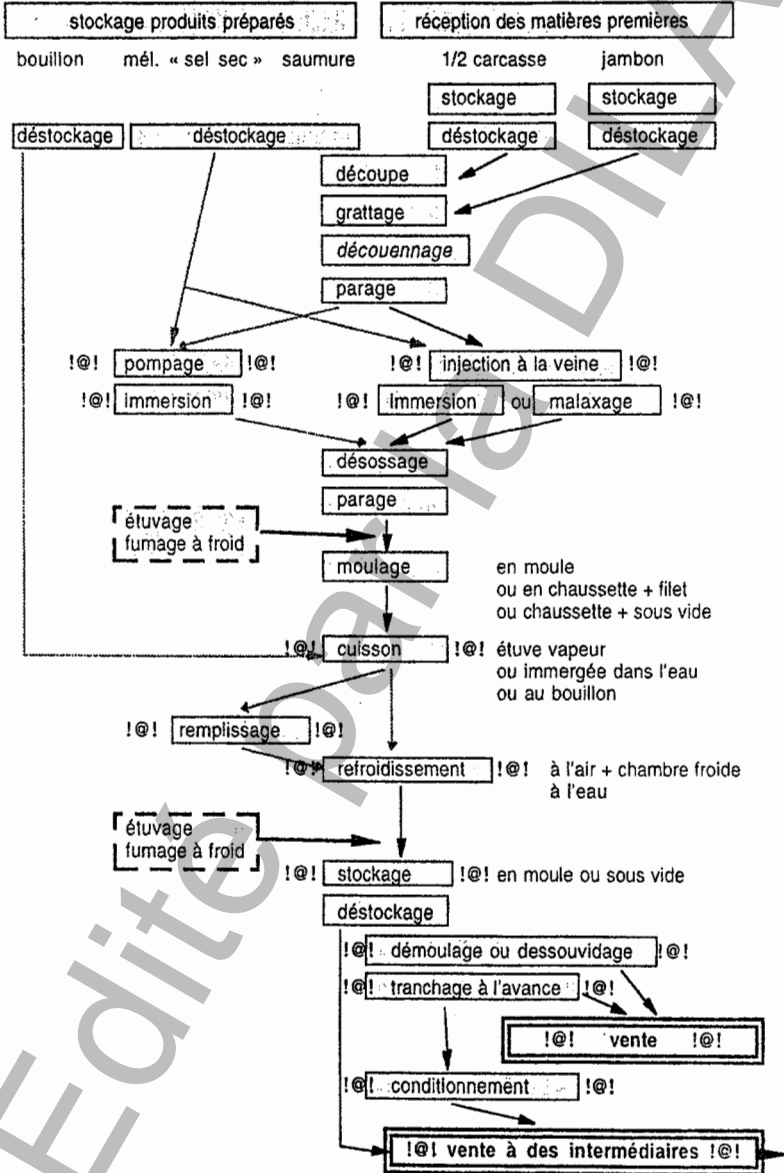 stockage produits préparés réception des matières premières
bouillon mél. « sel sec » saumure 1/2 carcasse jambon
stockage stockage
déstockage déstockage déstockage déstockage
découpe
grattage
découennage
parage
!@! pompage !@! !@! injection à la veine !@!
!@! immersion !@! !@! Immersion ou malaxage !@!
désossage
parage
étuvage
fumage à froid
moulage en moule
ou en chaussette + filet
ou chaussette + sous vide
!@! cuisson !@! étuve vapeur
ou immergée dans l'eau
ou au bouillon
!@! remplissage !@!
!@! refroidissement !@! à l'air + chambre froide
à l'eau
étuvage
fumage à froid
!@! stockage !@! en moule ou sous vide
déstockage
!@! démoulage ou dessouvidage !@!
!@! tranchage à l'avance !@!
!@! vente !@!
!@! conditionnement !@!
!@! vente à des intermédiaires !@!
Edité par la DILA